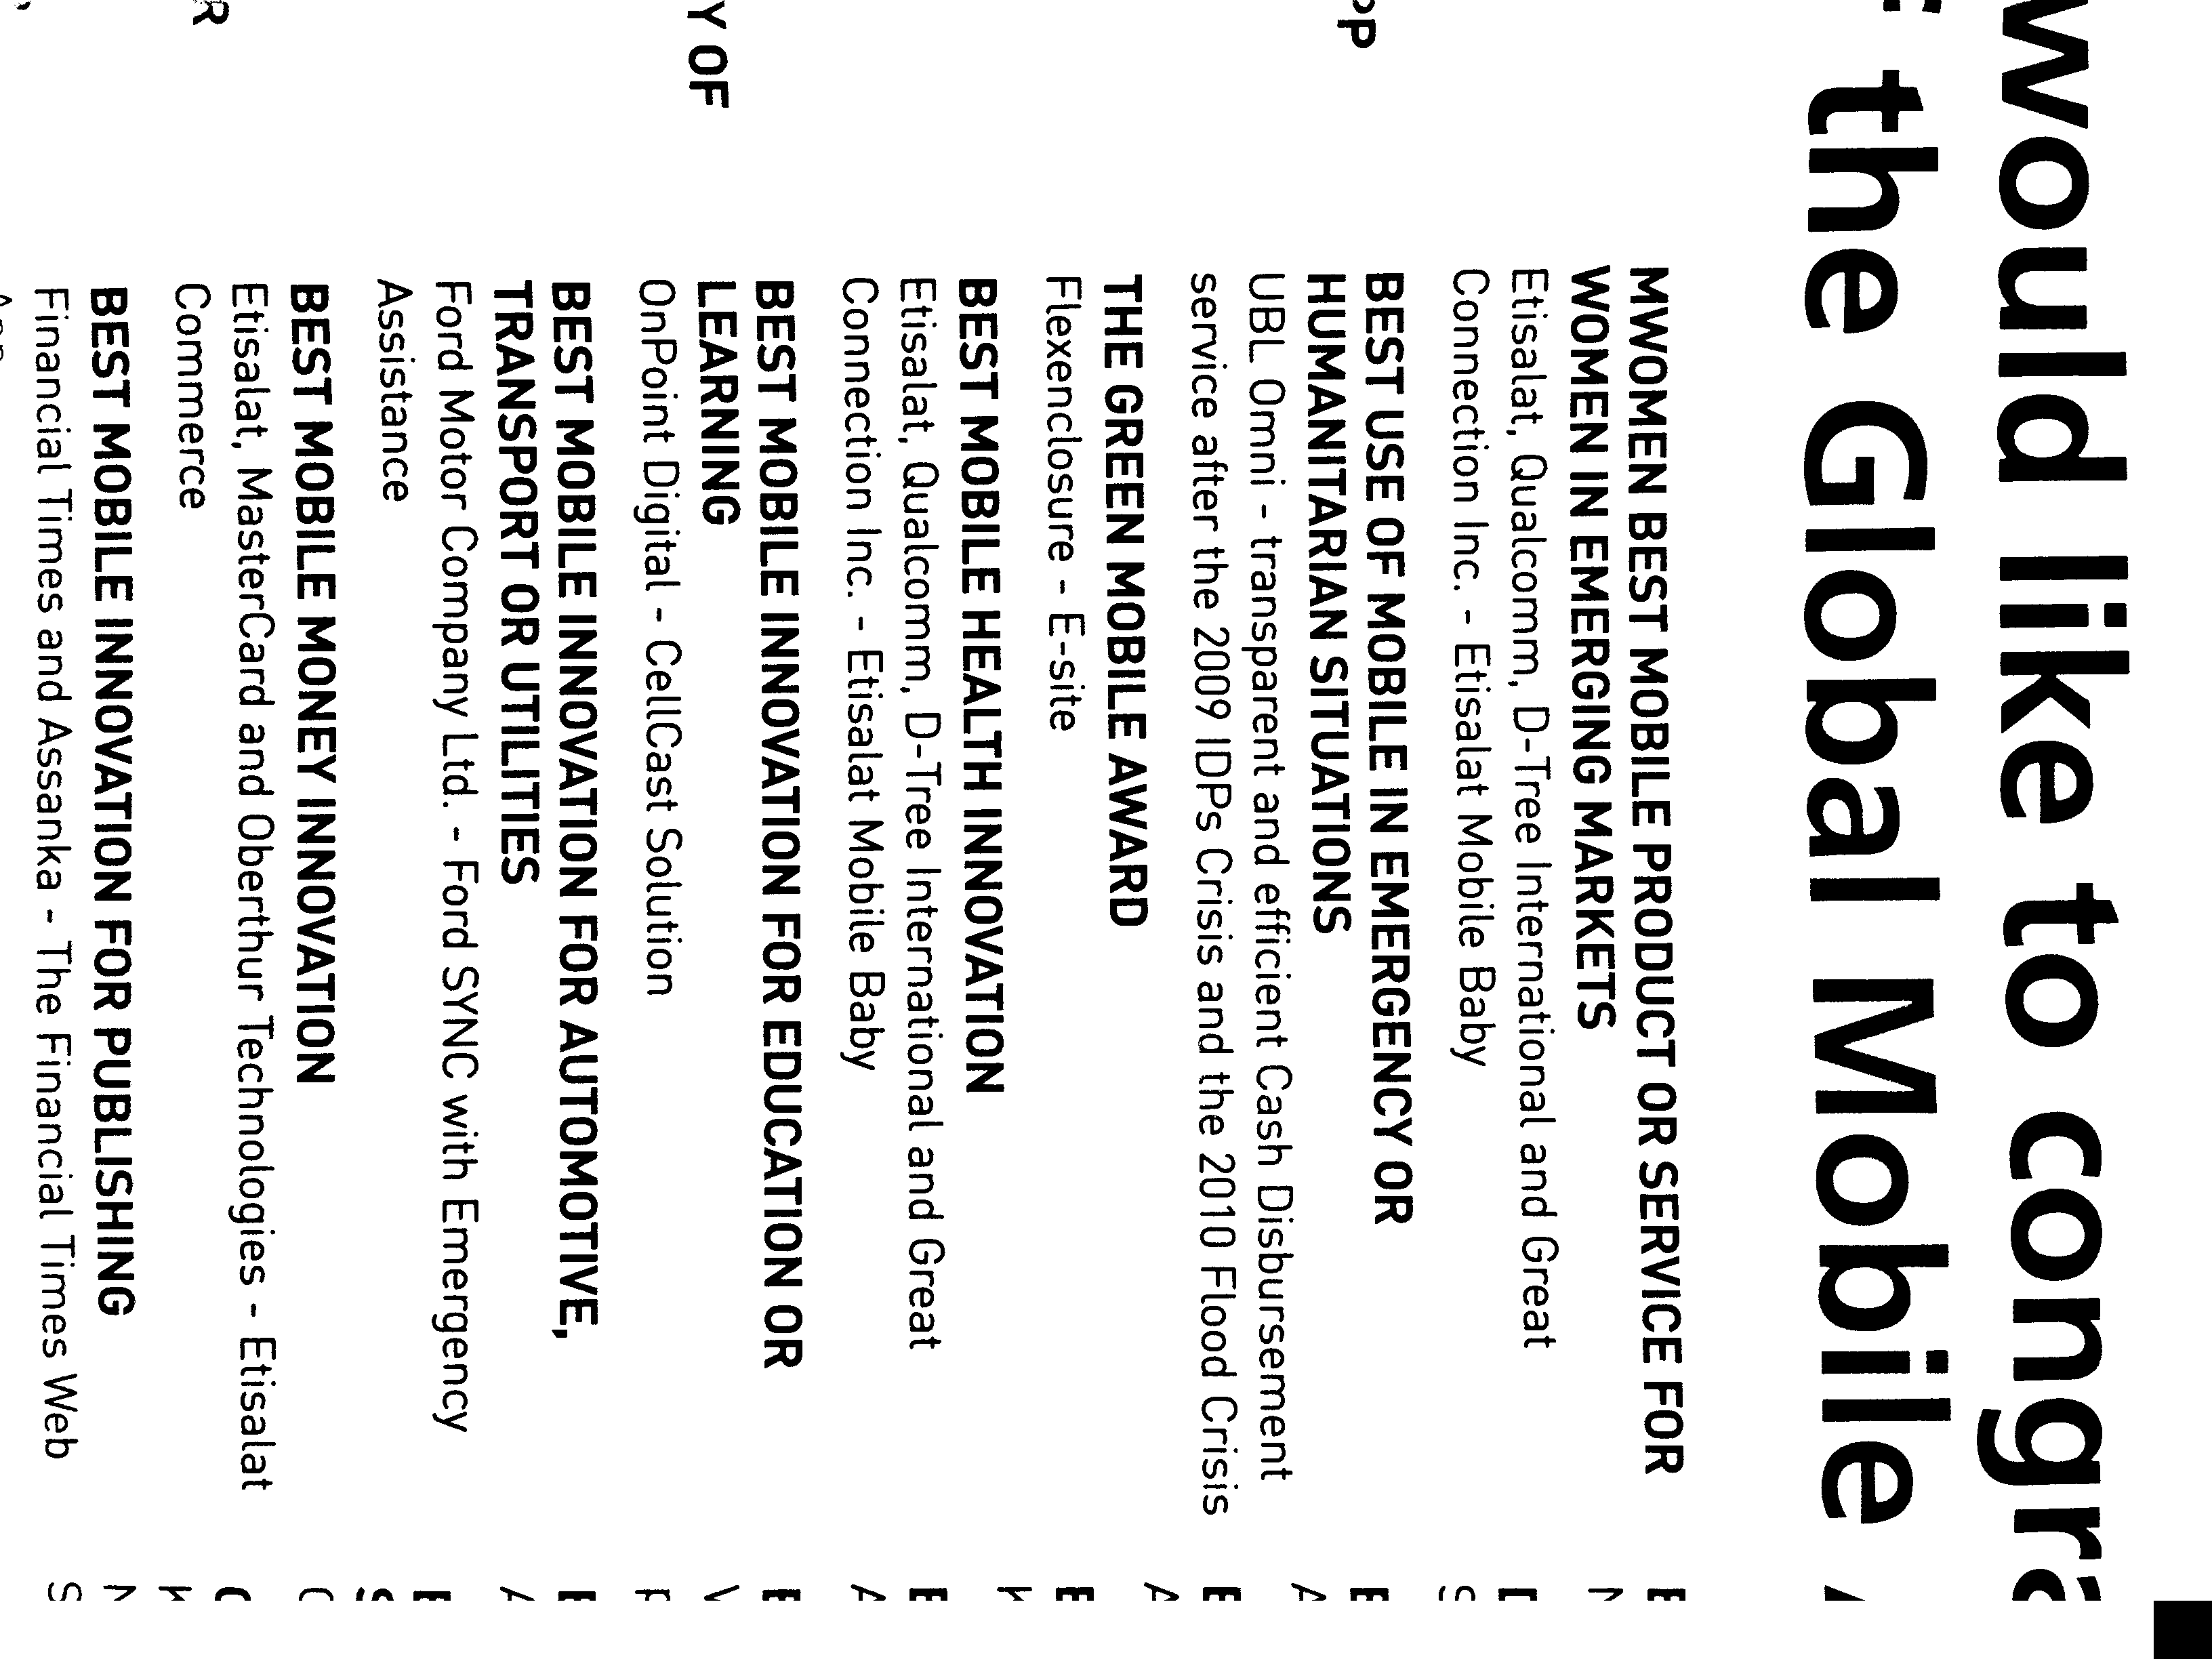 would like to congra
the Global Mobile
PP
Y OF
R
MWOMEN BEST MOBILE PRODUCT OR SERVICE FOR
WOMEN IN EMERGING MARKETS
Etisalat, Qualcomm, D-Tree International and Great
Connection Inc. - Etisalat Mobile Baby
BEST USE OF MOBILE IN EMERGENCY OR
HUMANITARIAN SITUATIONS
UBL Omni - transparent and efficient Cash Disbursement
service after the 2009 IDPs Crisis and the 2010 Flood Crisis
THE GREEN MOBILE AWARD
Flexenclosure - E-site
BEST MOBILE HEALTH INNOVATION
Etisalat, Qualcomm, D-Tree International and Great
Connection Inc. - Etisalat Mobile Baby
BEST MOBILE INNOVATION FOR EDUCATION OR
LEARNING
OnPoint Digital - CellCast Solution
BEST MOBILE INNOVATION FOR AUTOMOTIVE,
TRANSPORT OR UTILITIES
Ford Motor Company Ltd. - Ford SYNC with Emergency
Assistance
BEST MOBILE MONEY INNOVATION
Etisalat, MasterCard and Oberthur Technologies - Etisalat
Commerce
BEST MOBILE INNOVATION FOR PUBLISHING
Financial Times and Assanka - The Financial Times Web